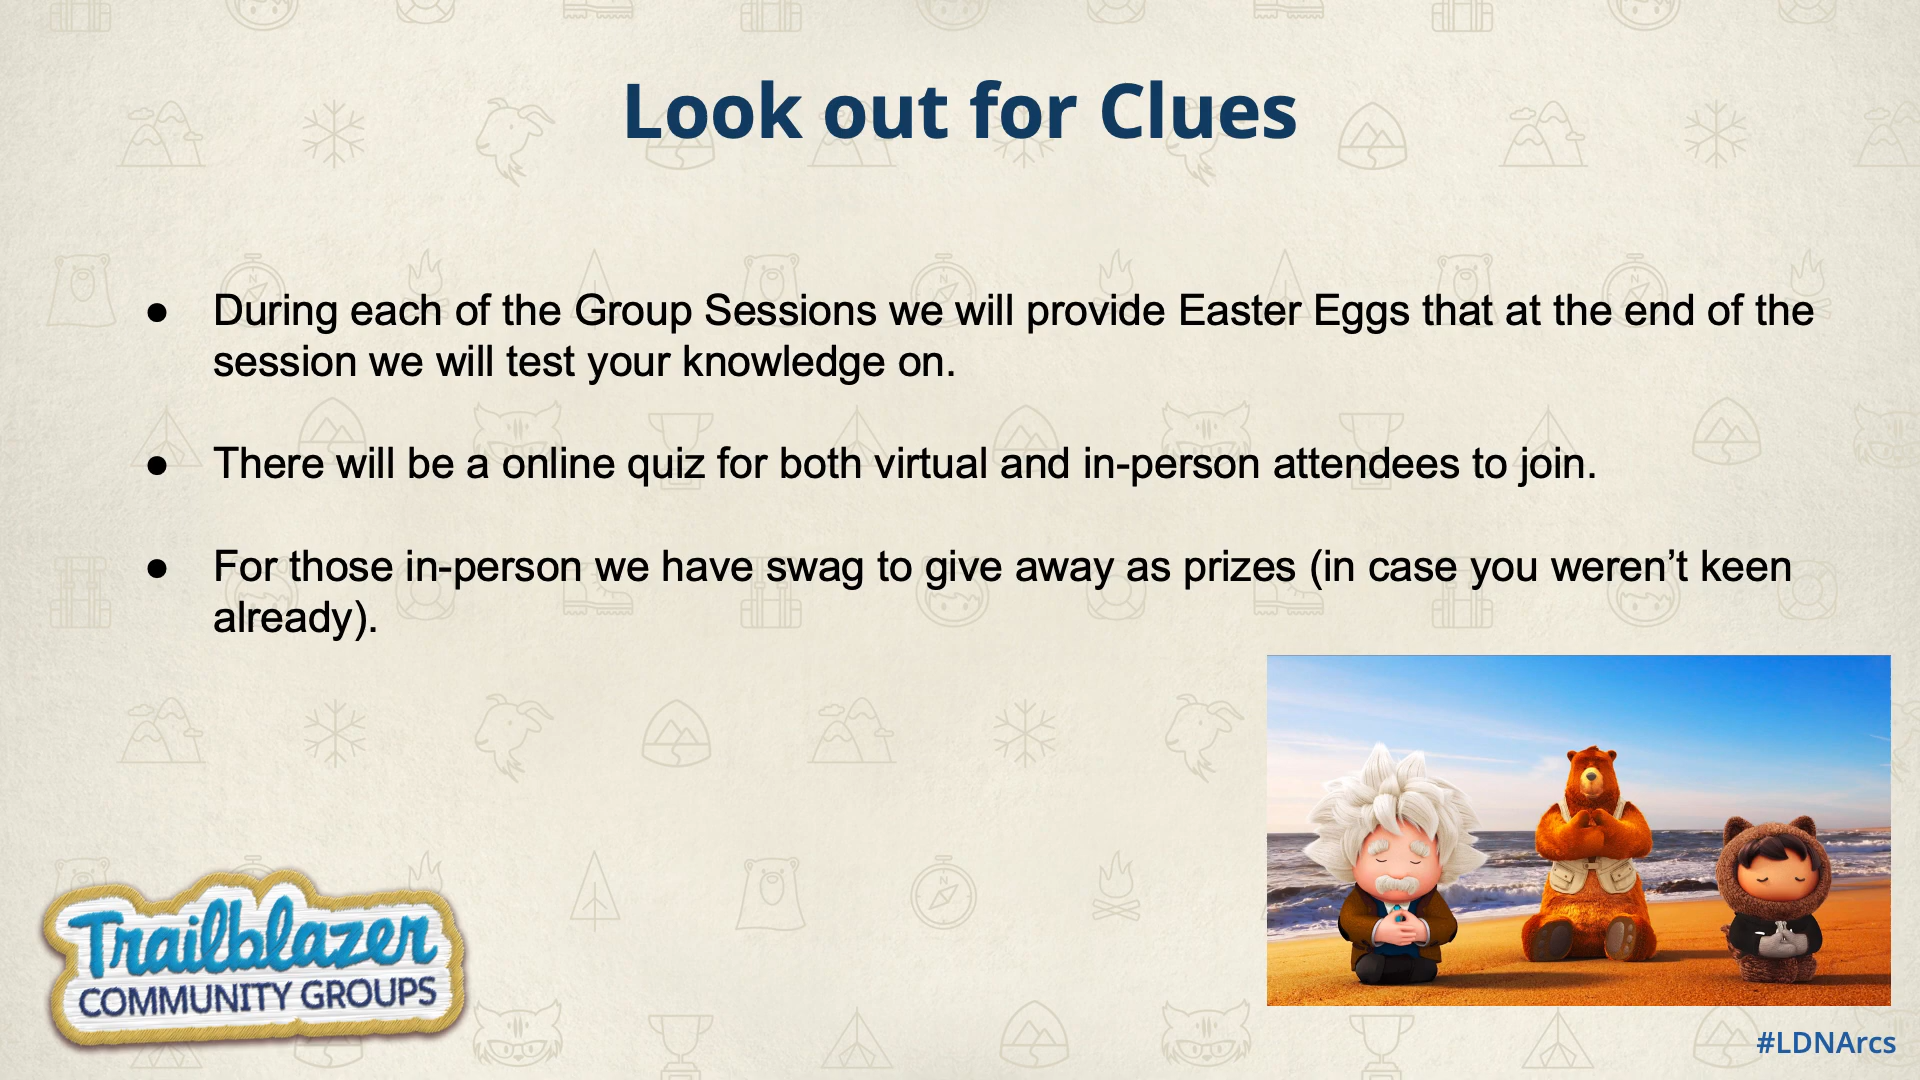 Look out for Clues
● During each of the Group Sessions we will provide Easter Eggs that at the end of the
session we will test your knowledge on.
● There will be a online quiz for both virtual and in-person attendees to join.
● For those in-person we have swag to give away as prizes (in case you weren’t keen
already).
Trailblazer
COMMUNITY GROUPS
#LDNArcs